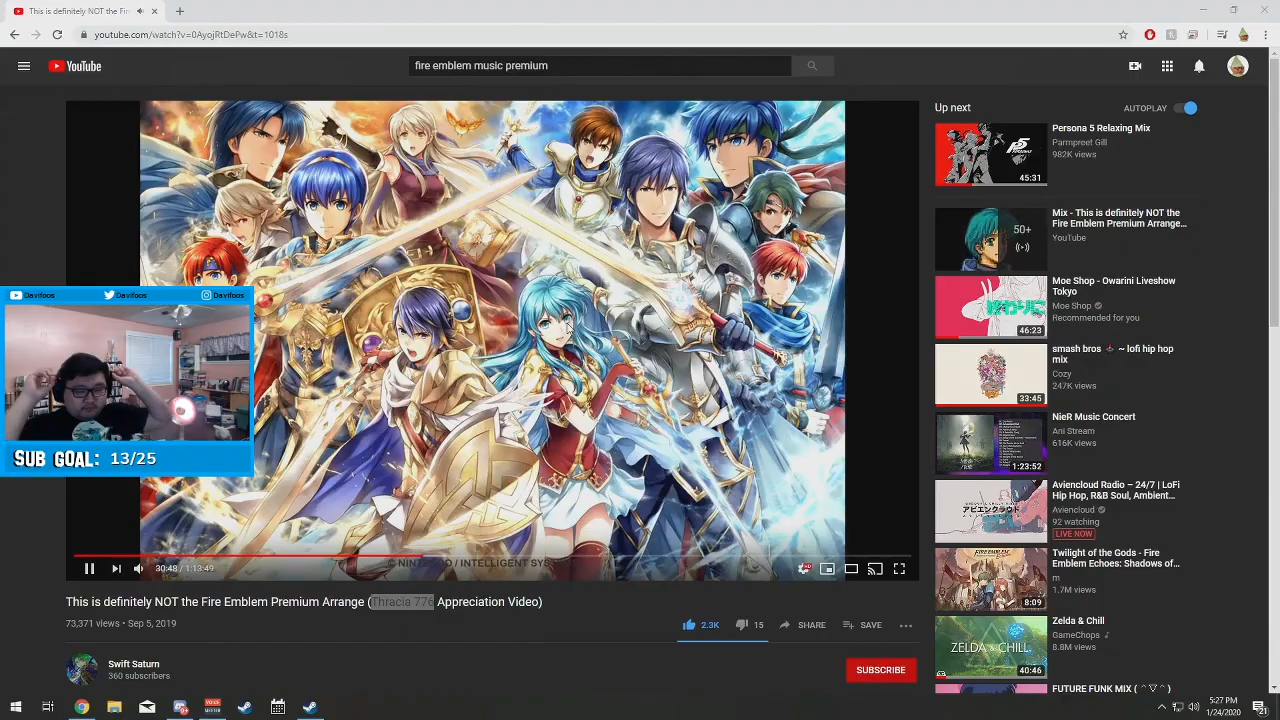 This is definitely NOT the Fir
youtube.com/watch?v=0AyojRtDePw&t=1018s
YouTube
fire emblem music premium
Up next
AUTOPLAY
Persona 5 Relaxing Mix
Parmpreet Gill
982K views
45:31
Mix - This is definitely NOT the
Fire Emblem Premium Arrange…
YouTube
50+
Moe Shop - Owarini Liveshow
Tokyo
Moe Shop
Recommended for you
46:23
smash bros ~ lofi hip hop
mix
Cozy
247K views
33:45
NieR Music Concert
Ani Stream
616K views
1:23:52
Aviencloud Radio – 24/7 | LoFi
Hip Hop, R&B Soul, Ambient…
Aviencloud
92 watching
LIVE NOW
Twilight of the Gods - Fire
Emblem Echoes: Shadows of…
m
1.7M views
8:09
Zelda & Chill
GameChops
8.8M views
ZELDA & CHILL
40:46
FUTURE FUNK MIX ( ^ ▽ ^ )
Davifoos
Davifoos
Davifoos
SUB GOAL: 13/25
30:48 / 1:13:49
© NINTENDO / INTELLIGENT SYS
HD
This is definitely NOT the Fire Emblem Premium Arrange (Thracia 776 Appreciation Video)
73,371 views • Sep 5, 2019
2.3K
15
SHARE
SAVE
Swift Saturn
360 subscribers
SUBSCRIBE
5:27 PM
1/24/2020
21